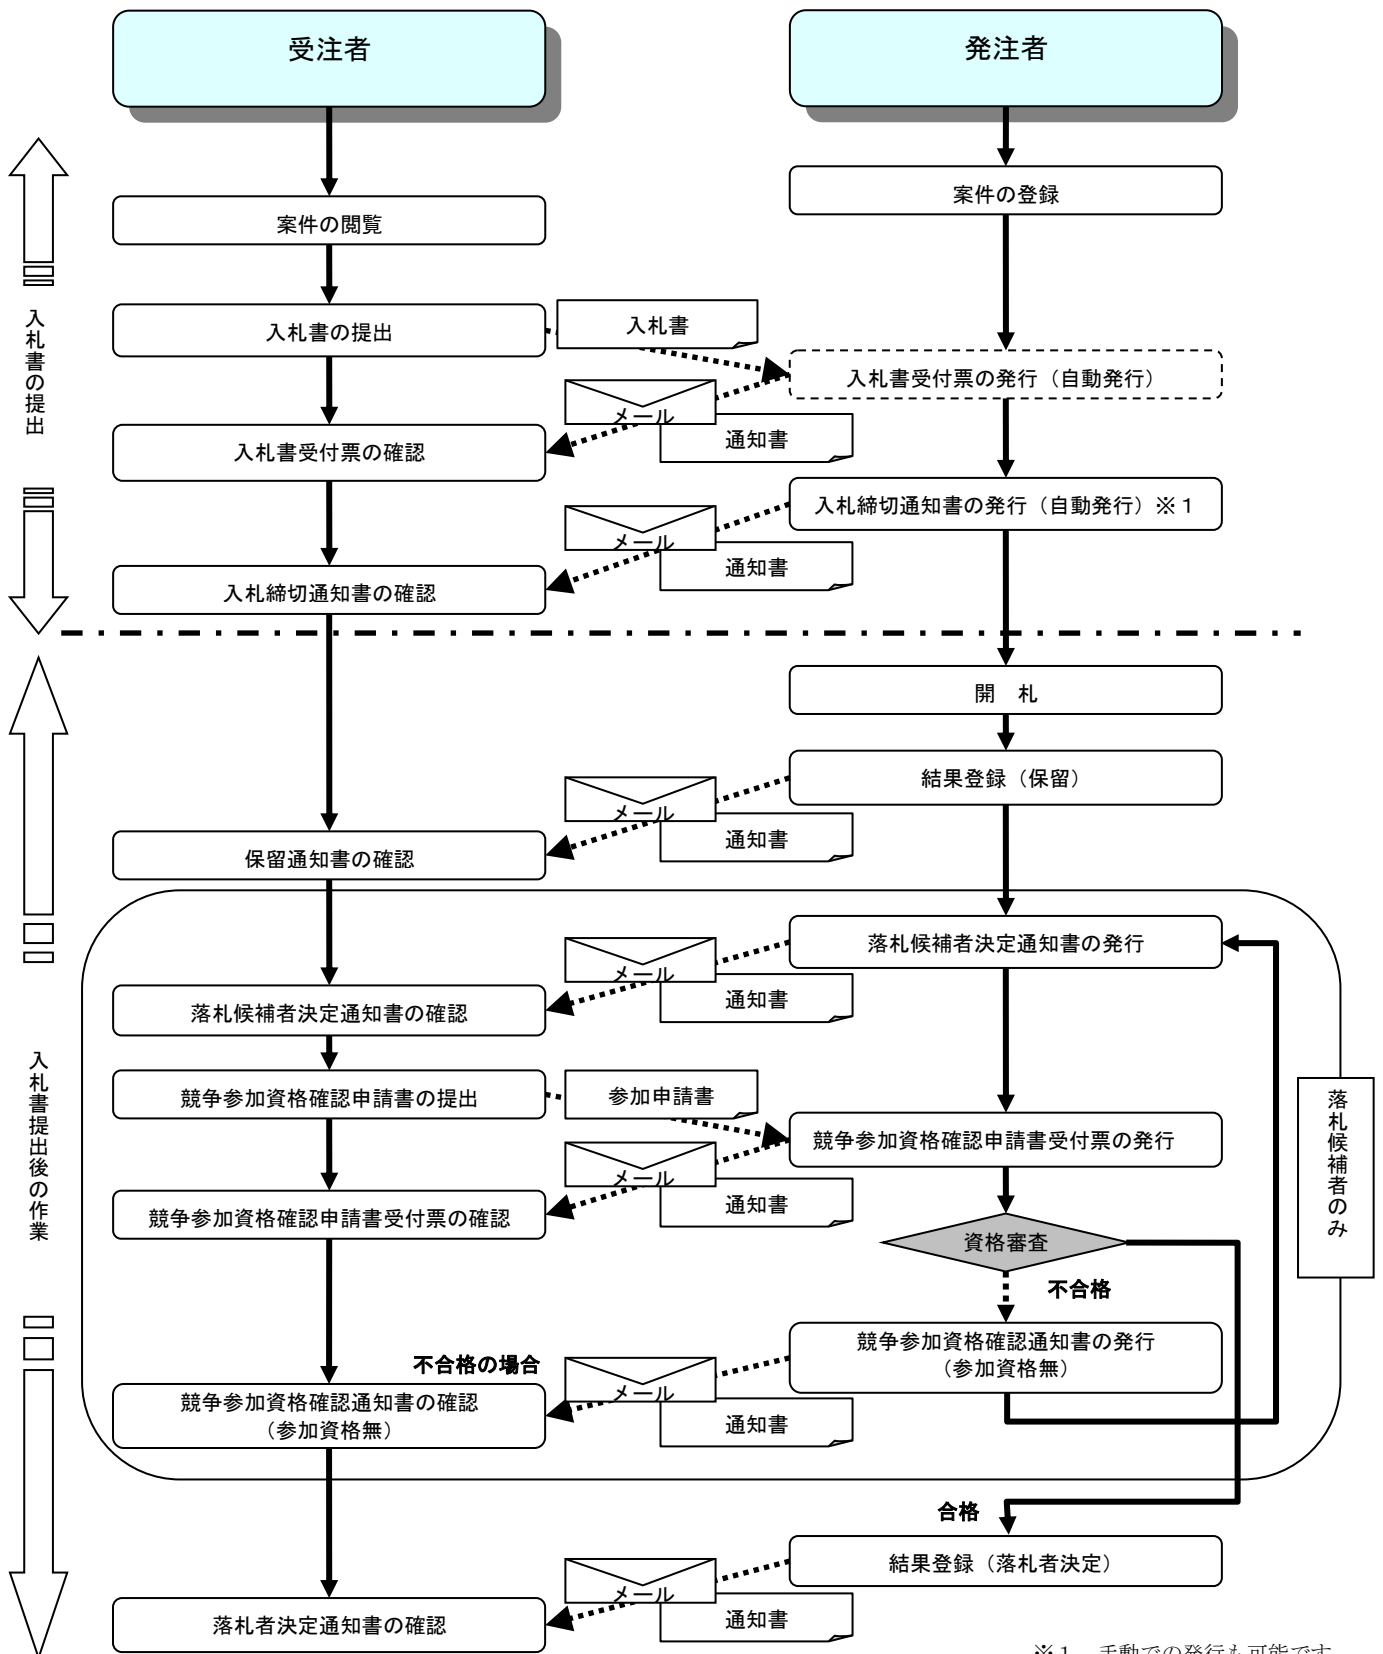 受注者
発注者
案件の登録
案件の閲覧
入札書の提出
入札書の提出
入札書
入札書受付票の発行（自動発行）
メール
通知書
入札書受付票の確認
入札締切通知書の発行（自動発行）※１
メール
通知書
入札締切通知書の確認
開　札
結果登録（保留）
メール
通知書
保留通知書の確認
落札候補者決定通知書の発行
メール
通知書
落札候補者決定通知書の確認
入札書提出後の作業
競争参加資格確認申請書の提出
参加申請書
競争参加資格確認申請書受付票の発行
落札候補者のみ
メール
通知書
競争参加資格確認申請書受付票の確認
資格審査
不合格
競争参加資格確認通知書の発行
（参加資格無）
不合格の場合
メール
通知書
競争参加資格確認通知書の確認
（参加資格無）
合格
結果登録（落札者決定）
メール
通知書
落札者決定通知書の確認
※１　手動での発行も可能です